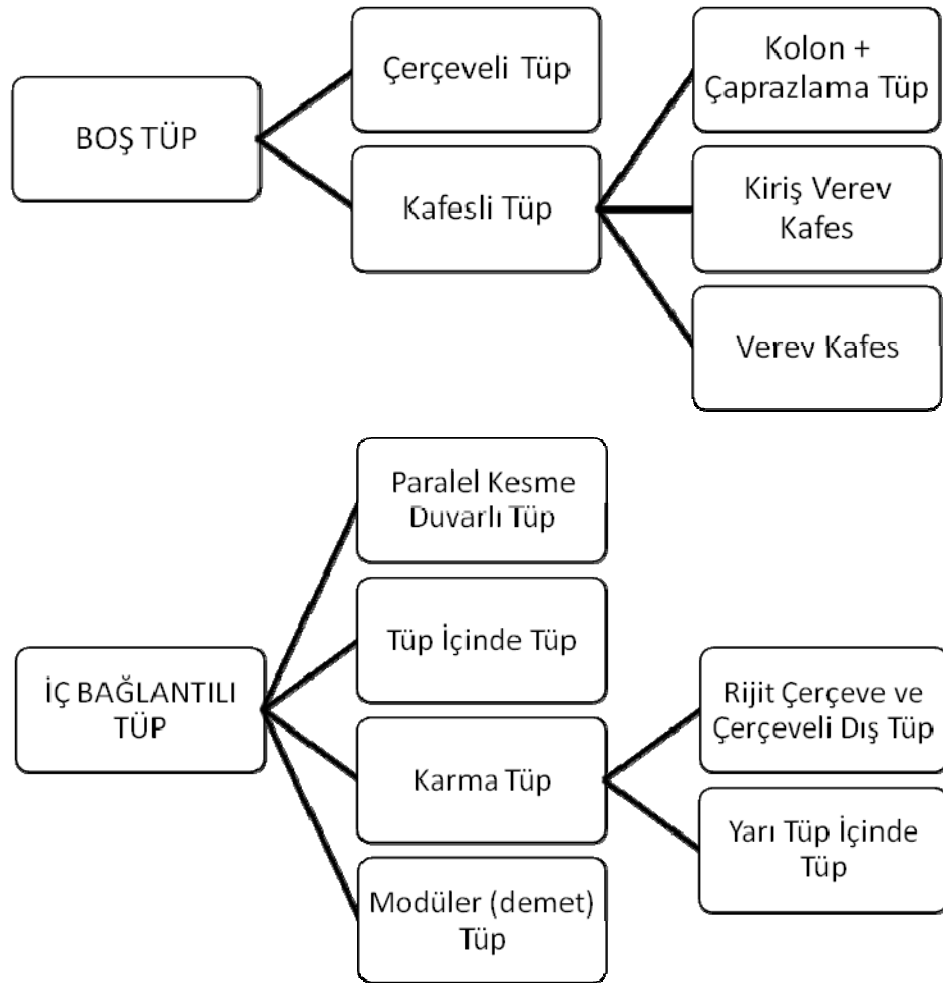 BOŞ TÜP
Çerçeveli Tüp
Kafesli Tüp
Kolon +
Çaprazlama Tüp
Kiriş Verev
Kafes
Verev Kafes
İÇ BAĞLANTILI
TÜP
Paralel Kesme
Duvarlı Tüp
Tüp İçinde Tüp
Karma Tüp
Modüler (demet)
Tüp
Rijit Çerçeve ve
Çerçeveli Dış Tüp
Yarı Tüp İçinde
Tüp